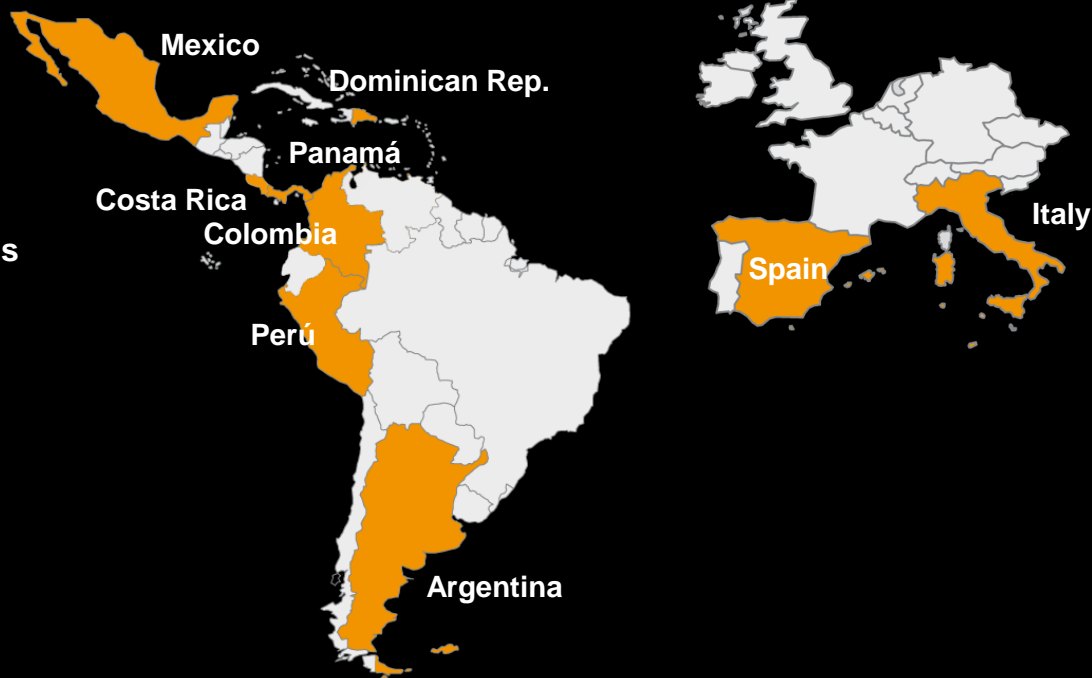 Mexico
Dominican Rep.
Panamá
Costa Rica
Colombia
Italy
s
Spain
Perú
Argentina